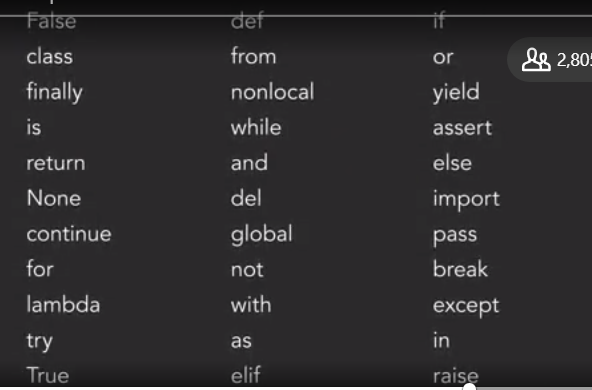 False def if
class from or
2,805
finally nonlocal yield
is while assert
return and else
None del import
continue global pass
for not break
lambda with except
try as in
True elif raise